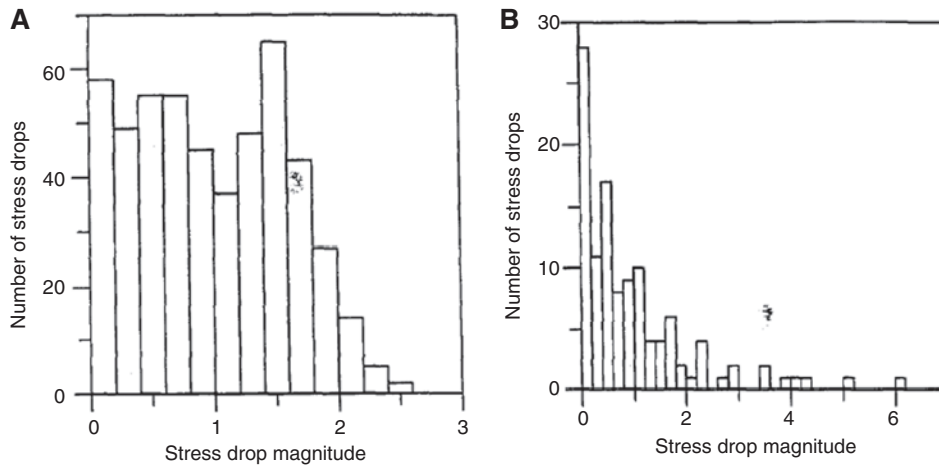 A
60
40
20
0
Number of stress drops
0 1 2 3
Stress drop magnitude
B
30
20
10
0
Number of stress drops
0 2 4 6
Stress drop magnitude